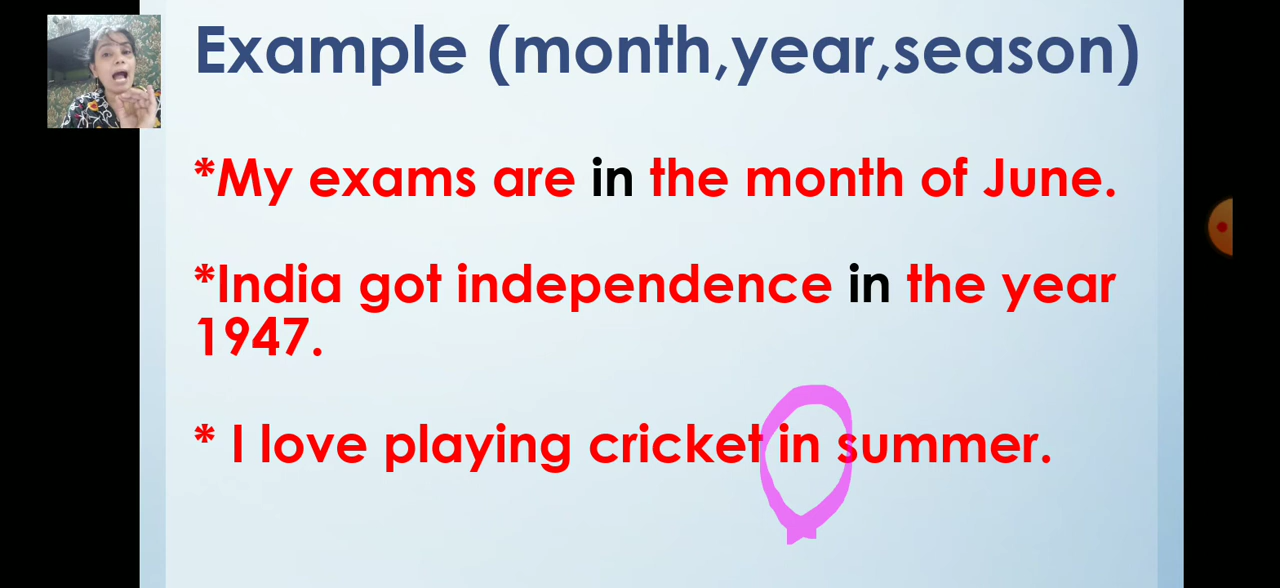 Example (month,year,season)
*My exams are in the month of June.
*India got independence in the year
1947.
* I love playing cricket in summer.